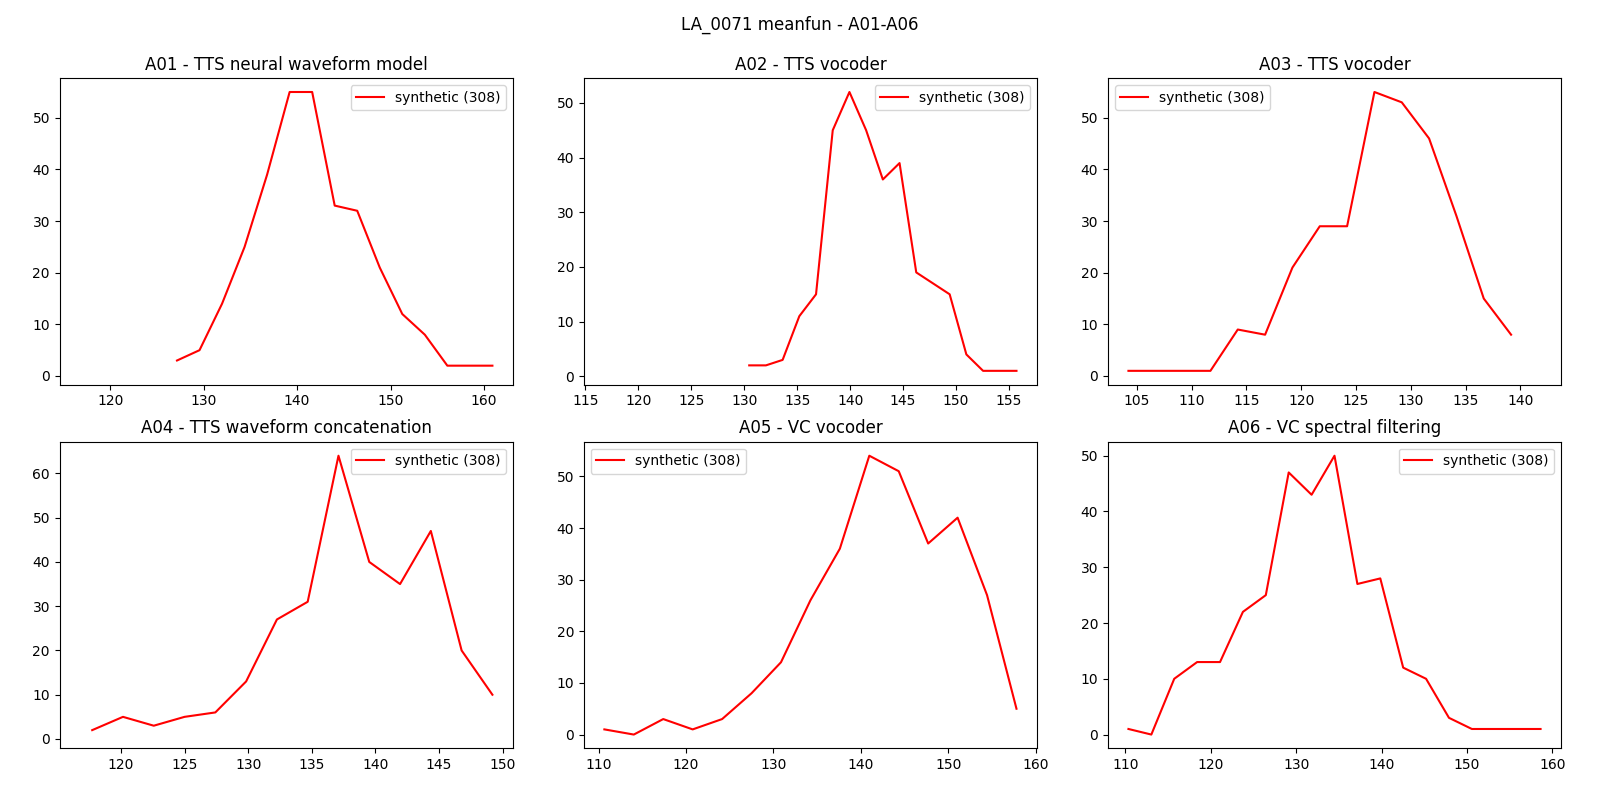 LA_0071 meanfun - A01-A06
A01 - TTS neural waveform model
synthetic (308)
50
40
30
20
10
0
120 130 140 150 160
A02 - TTS vocoder
synthetic (308)
50
40
30
20
10
0
115 120 125 130 135 140 145 150 155
A03 - TTS vocoder
synthetic (308)
50
40
30
20
10
0
105 110 115 120 125 130 135 140
A04 - TTS waveform concatenation
synthetic (308)
60
50
40
30
20
10
0
120 125 130 135 140 145 150
A05 - VC vocoder
synthetic (308)
50
40
30
20
10
0
110 120 130 140 150 160
A06 - VC spectral filtering
synthetic (308)
50
40
30
20
10
0
110 120 130 140 150 160